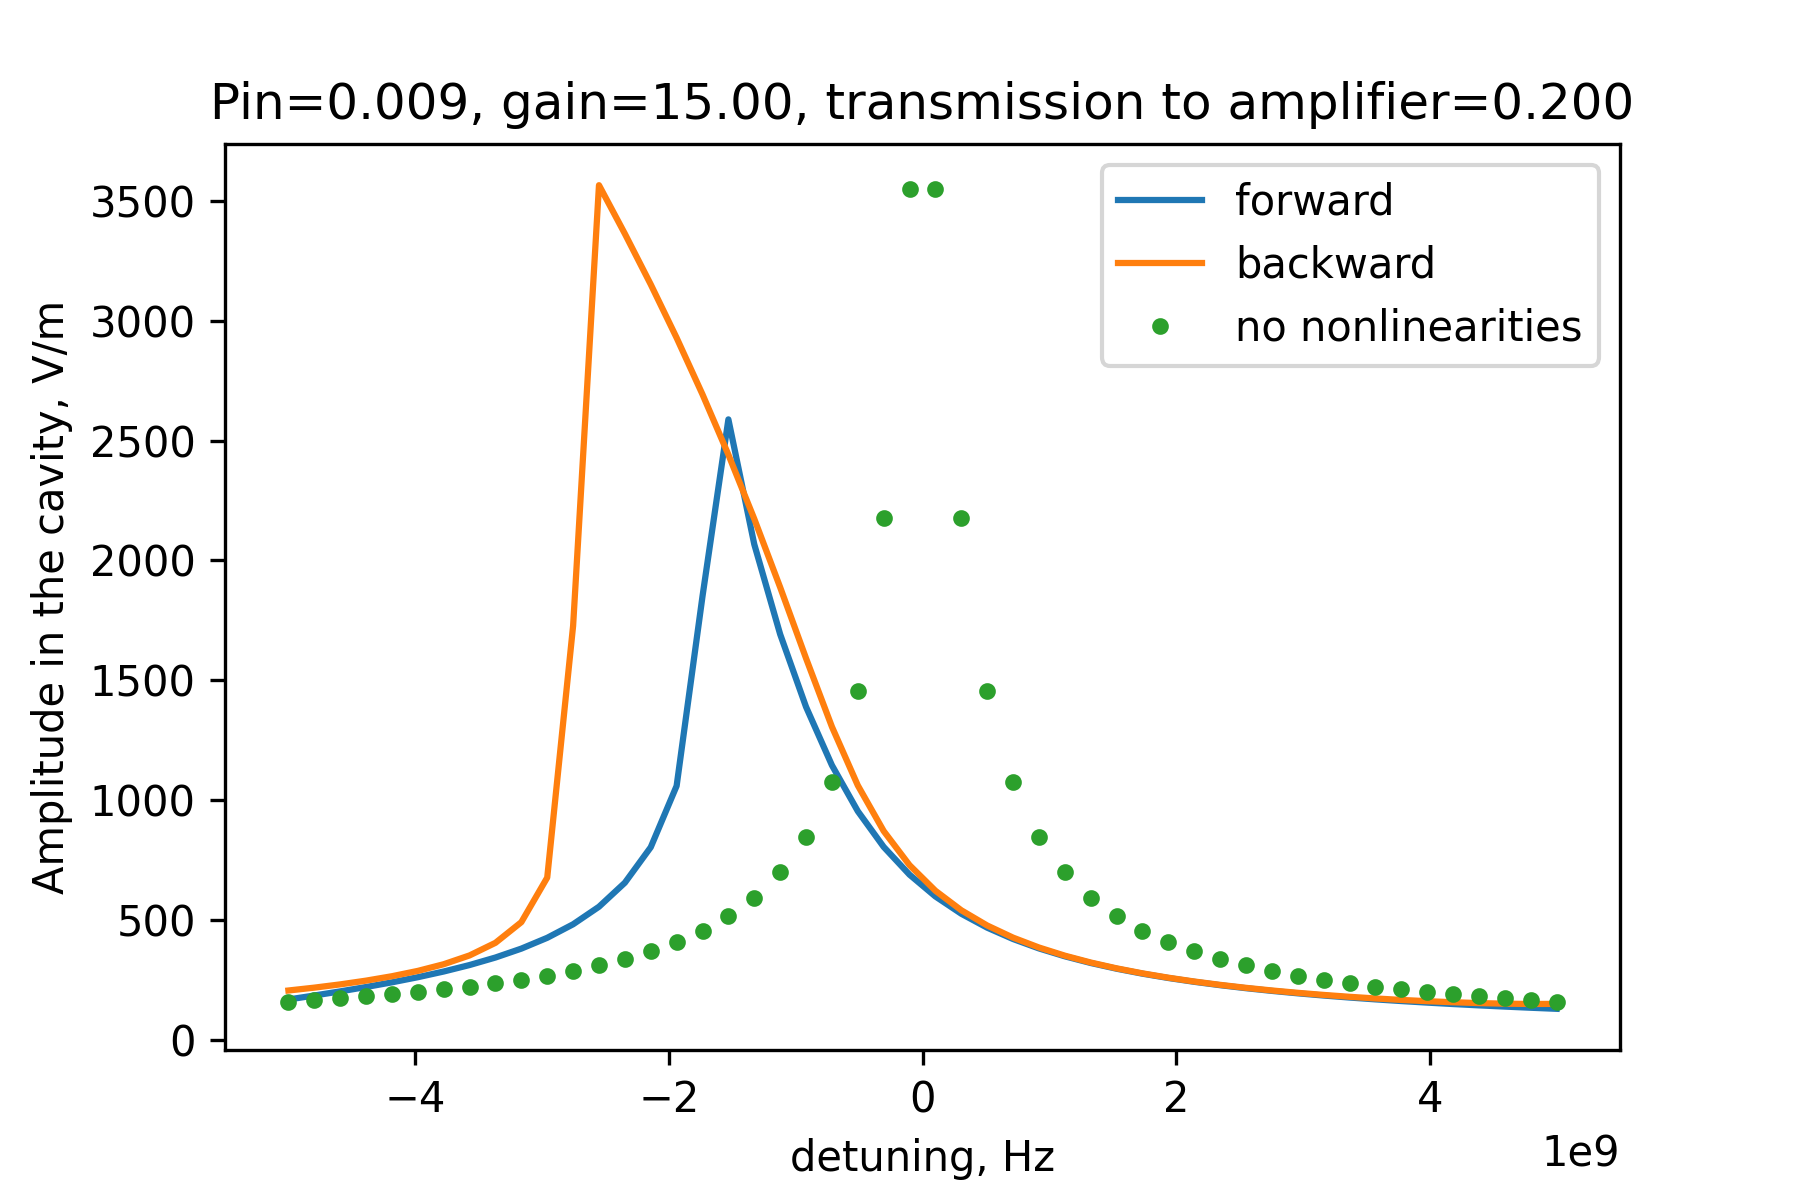 Pin=0.009, gain=15.00, transmission to amplifier=0.200
forward
backward
no nonlinearities
Amplitude in the cavity, V/m
3500
3000
2500
2000
1500
1000
500
0
−4
−2
0
2
4
1e9
detuning, Hz